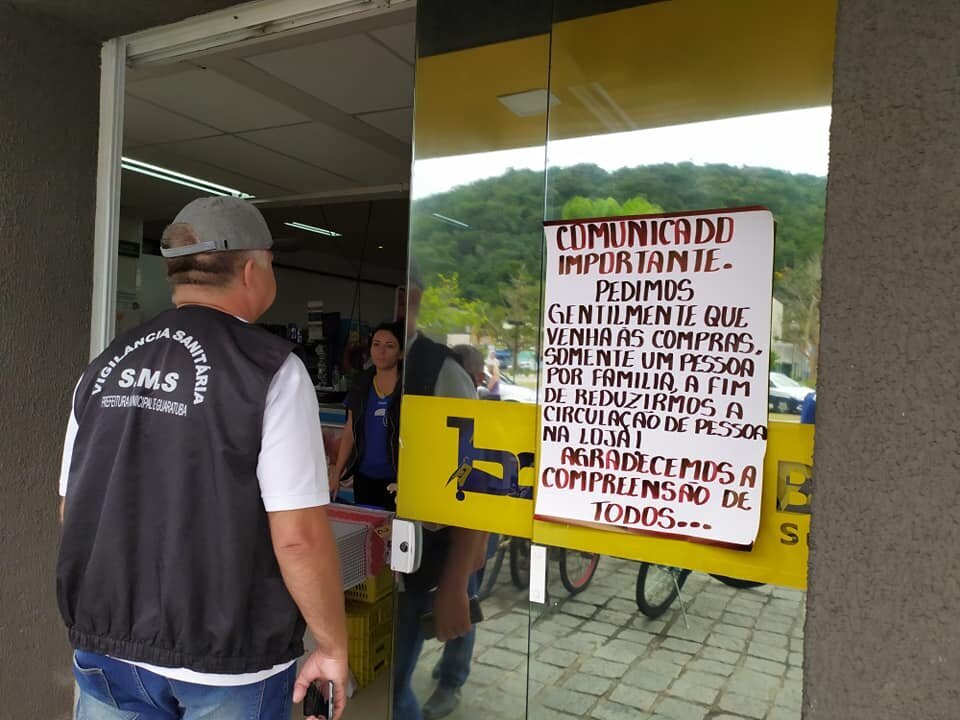 VIGILANCIA SANITÁRIA
S.M.S
PREFEITURA MUNICIPAL DE GUARATUBA
COMUNICADO
IMPORTANTE.
PEDIMOS
GENTILMENTE QUE
VENHA ÀS COMPRAS,
SOMENTE UM PESSOA
POR FAMILIA, A FIM
DE REDUZIRMOS A
CIRCULAÇÃO DE PESSOA
NA LOJA!
AGRADECEMOS A
COMPREENSÃO DE
TODOS...